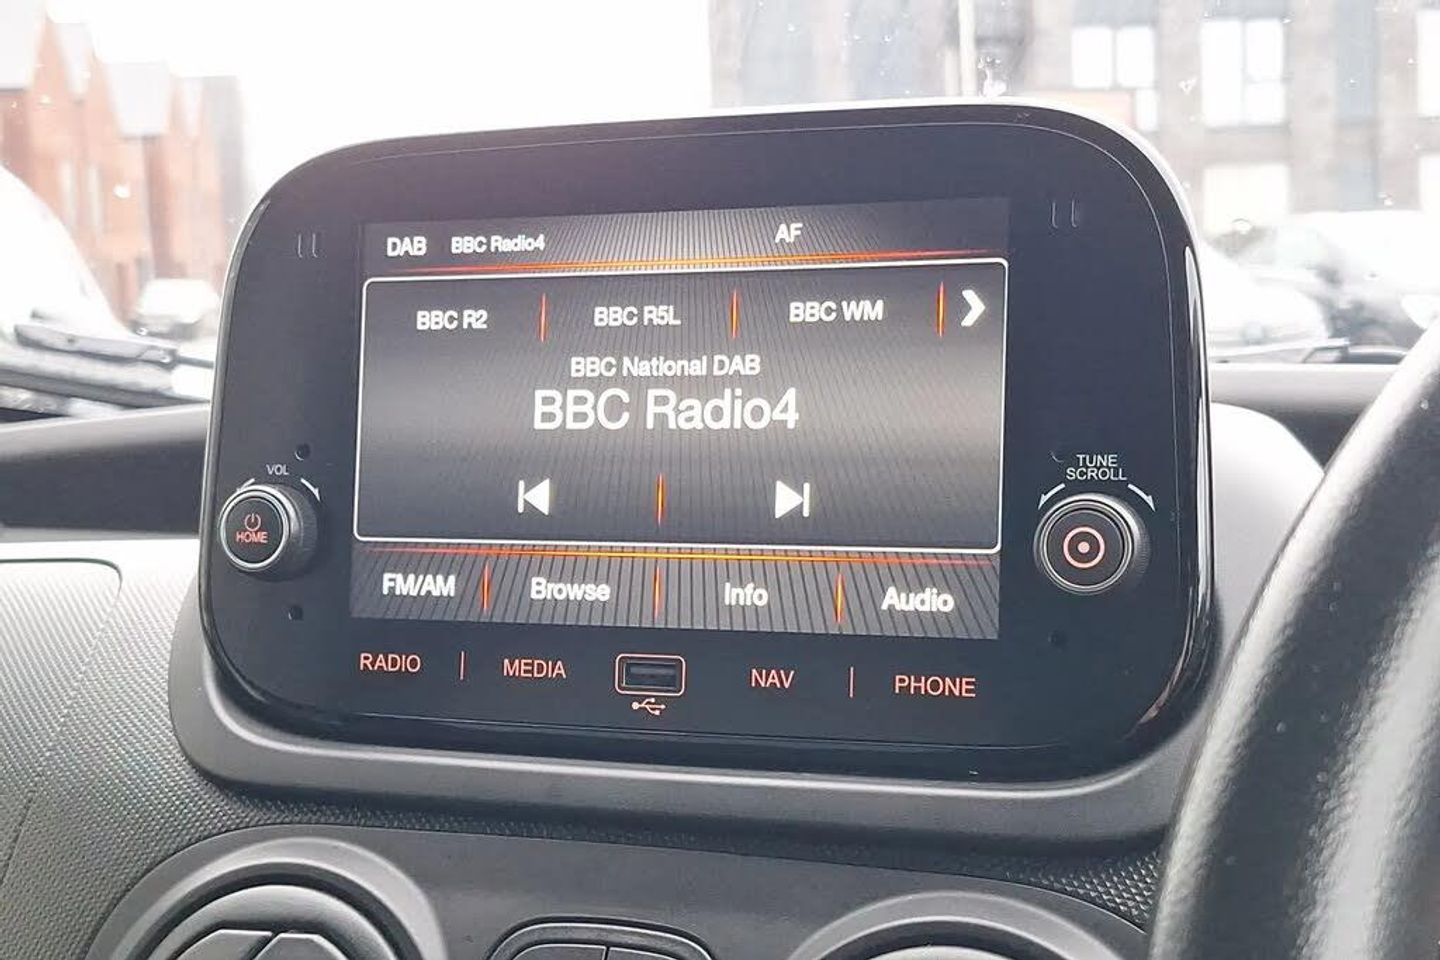 DAB BBC Radio4 AF
BBC R2 BBC R5L BBC WM
BBC National DAB
BBC Radio4
VOL
TUNE
SCROLL
HOME
FM/AM Browse Info Audio
RADIO MEDIA NAV PHONE